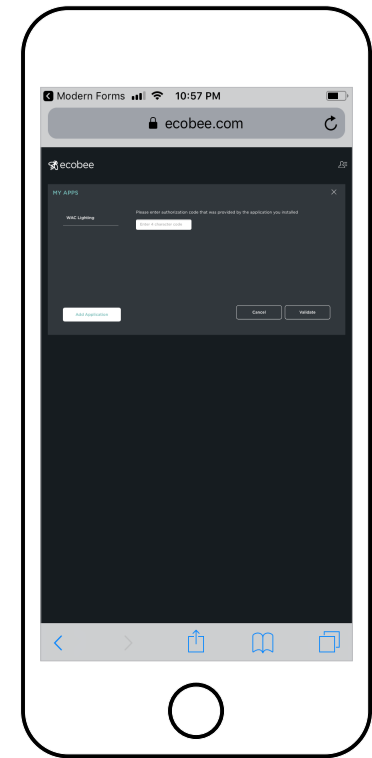 Modern Forms 10:57 PM
ecobee.com
ecobee
MY APPS
WAC Lighting
Please enter authorization code that was provided by the application you installed
Enter 4 character code
Add Application
Cancel
Validate